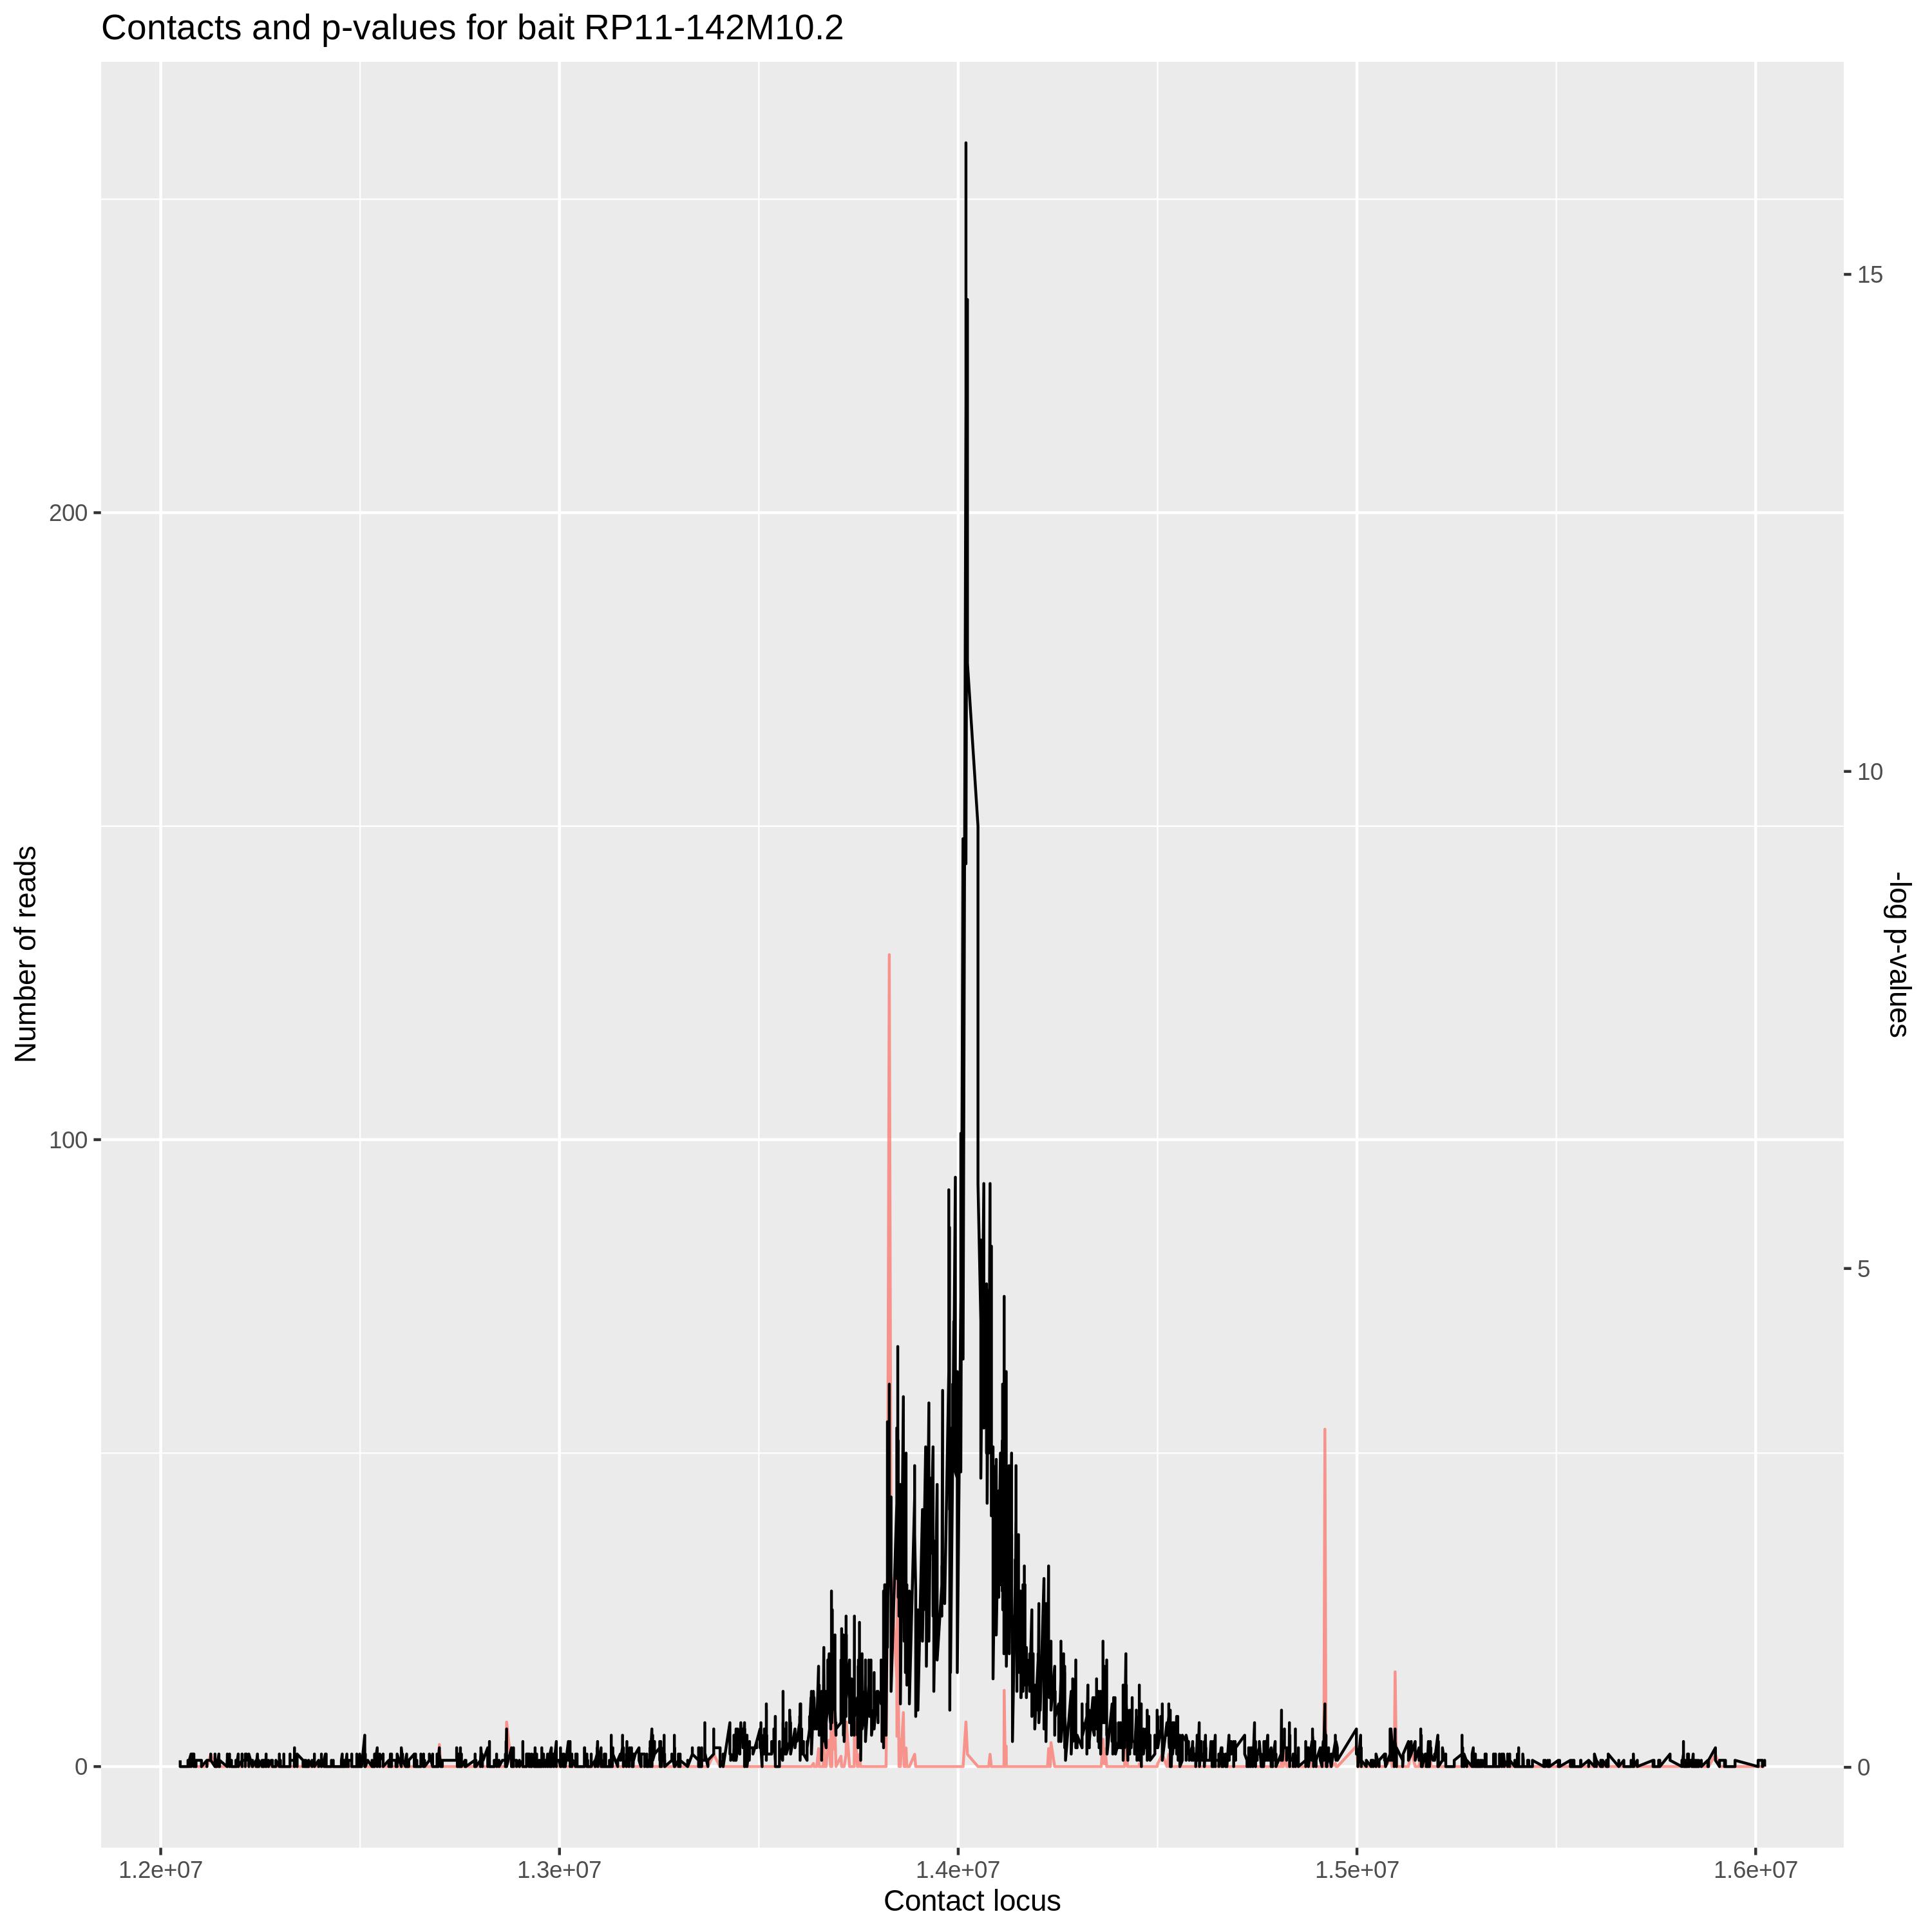 Contacts and p-values for bait RP11-142M10.2
Number of reads
200
100
0
15
10
5
0
-log p-values
1.2e+07
1.3e+07
1.4e+07
1.5e+07
1.6e+07
Contact locus